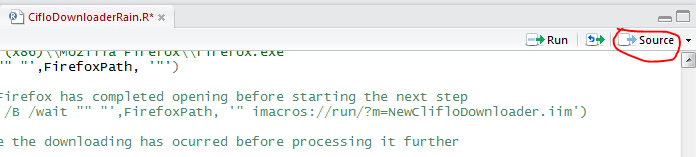 CifloDownloaderRain.R*
Run Source
(x86)\\Mozilla Firefox\\firefox.exe
"" "',FirefoxPath, '"')
Firefox has completed opening before starting the next step
/B /wait "" "',FirefoxPath, '" imacros://run/?m=NewClifloDownloader.iim')
e the downloading has ocurred before processing it further